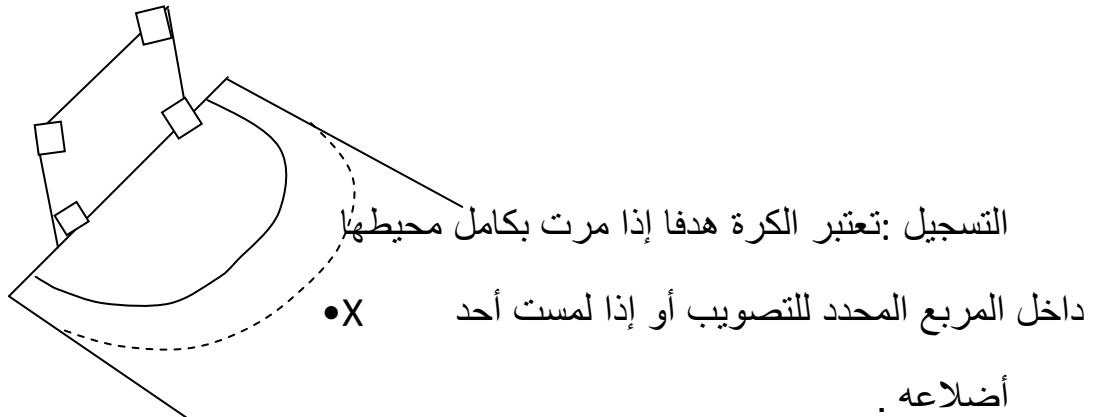 التسجيل :تعتبر الكرة هدفا إذا مرت بكامل محيطها
داخل المربع المحدد للتصويب أو إذا لمست أحد X•
أضلاعه .